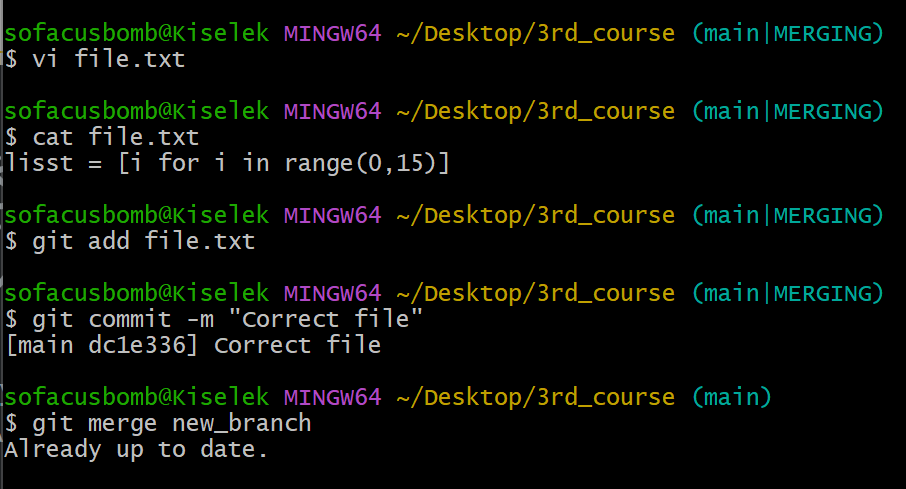 sofacusbomb@Kiselek MINGW64 ~/Desktop/3rd_course (main|MERGING)
$ vi file.txt
sofacusbomb@Kiselek MINGW64 ~/Desktop/3rd_course (main|MERGING)
$ cat file.txt
lisst = [i for i in range(0,15)]
sofacusbomb@Kiselek MINGW64 ~/Desktop/3rd_course (main|MERGING)
$ git add file.txt
sofacusbomb@Kiselek MINGW64 ~/Desktop/3rd_course (main|MERGING)
$ git commit -m "Correct file"
[main dc1e336] Correct file
sofacusbomb@Kiselek MINGW64 ~/Desktop/3rd_course (main)
$ git merge new_branch
Already up to date.